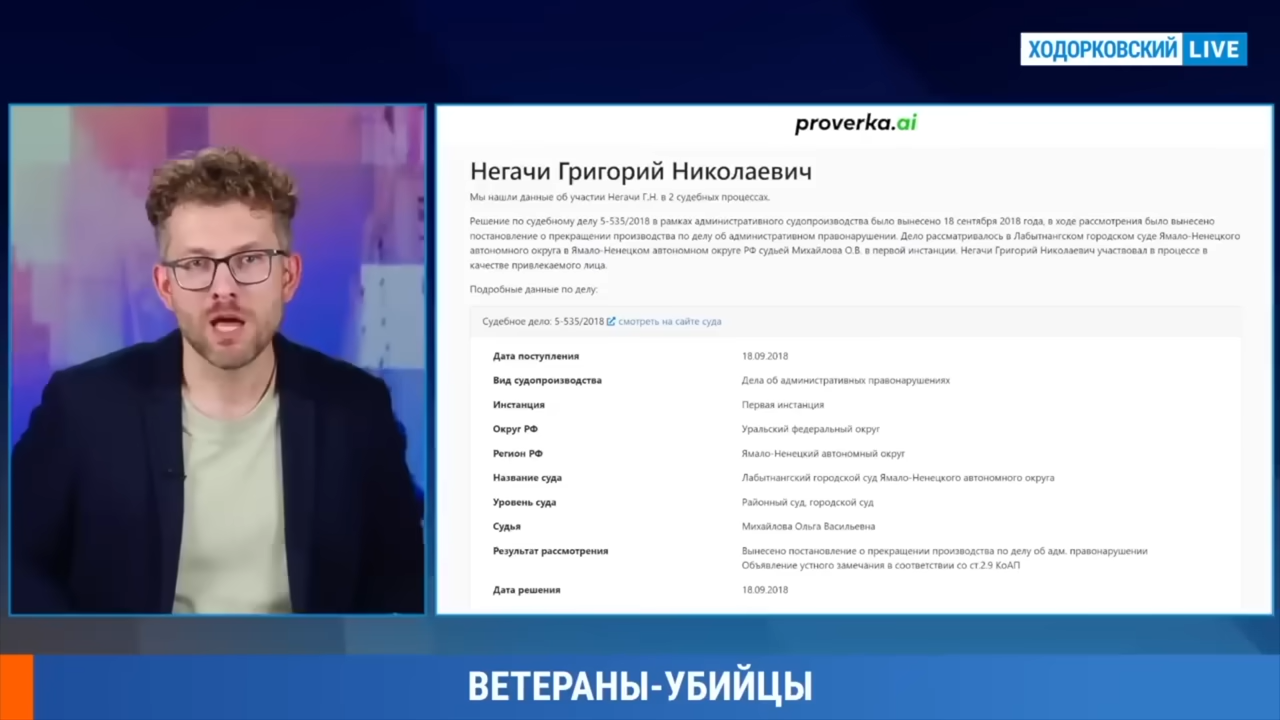 ХОДОРКОВСКИЙ LIVE
proverka.ai
Негачи Григорий Николаевич
Мы нашли данные об участии Негачи Г.Н. в 2 судебных процессах.
Решение по судебному делу 5-535/2018 в рамках административного судопроизводства было вынесено 18 сентября 2018 года, в ходе рассмотрения было вынесено
постановление о прекращении производства по делу об административном правонарушении. Дело рассматривалось в Лабытнангском городском суде Ямало-Ненецкого
автономного округа в Ямало-Ненецком автономном округе РФ судьей Михайлова О.В. в первой инстанции. Негачи Григорий Николаевич участвовал в процессе в
качестве привлекаемого лица.
Подробные данные по делу:
Судебное дело: 5-535/2018 смотреть на сайте суда
Дата поступления 18.09.2018
Вид судопроизводства Дела об административных правонарушениях
Инстанция Первая инстанция
Округ РФ Уральский федеральный округ
Регион РФ Ямало-Ненецкий автономный округ
Название суда Лабытнангский городской суд Ямало-Ненецкого автономного округа
Уровень суда Районный суд, городской суд
Судья Михайлова Ольга Васильевна
Результат рассмотрения Вынесено постановление о прекращении производства по делу об адм. правонарушении
Объявление устного замечания в соответствии со ст.2.9 КоАП
Дата решения 18.09.2018
ВЕТЕРАНЫ-УБИЙЦЫ